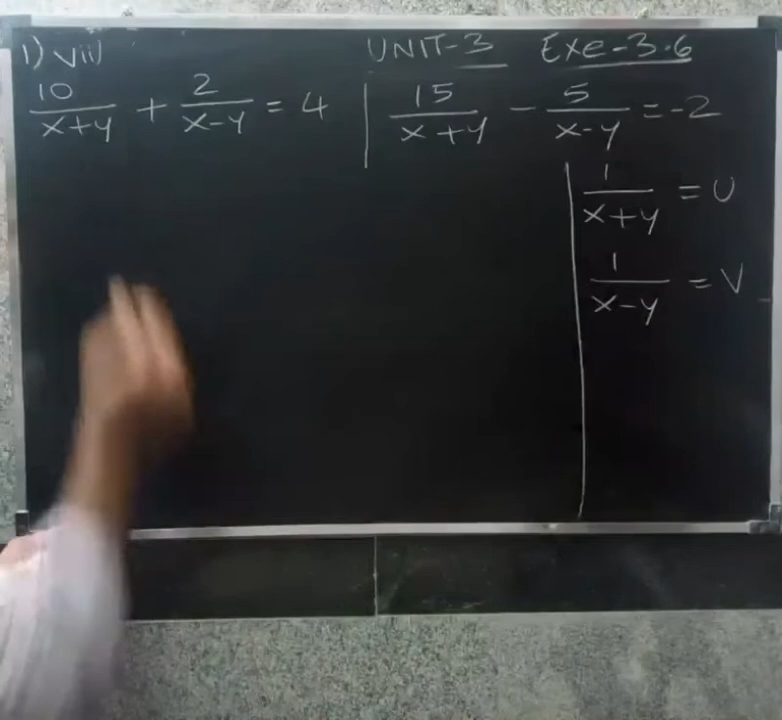 1) vii) UNIT-3 Exe-3.6
10/x+y + 2/x-y = 4 | 15/x+y - 5/x-y = -2
1/x+y = U
1/x-y = V